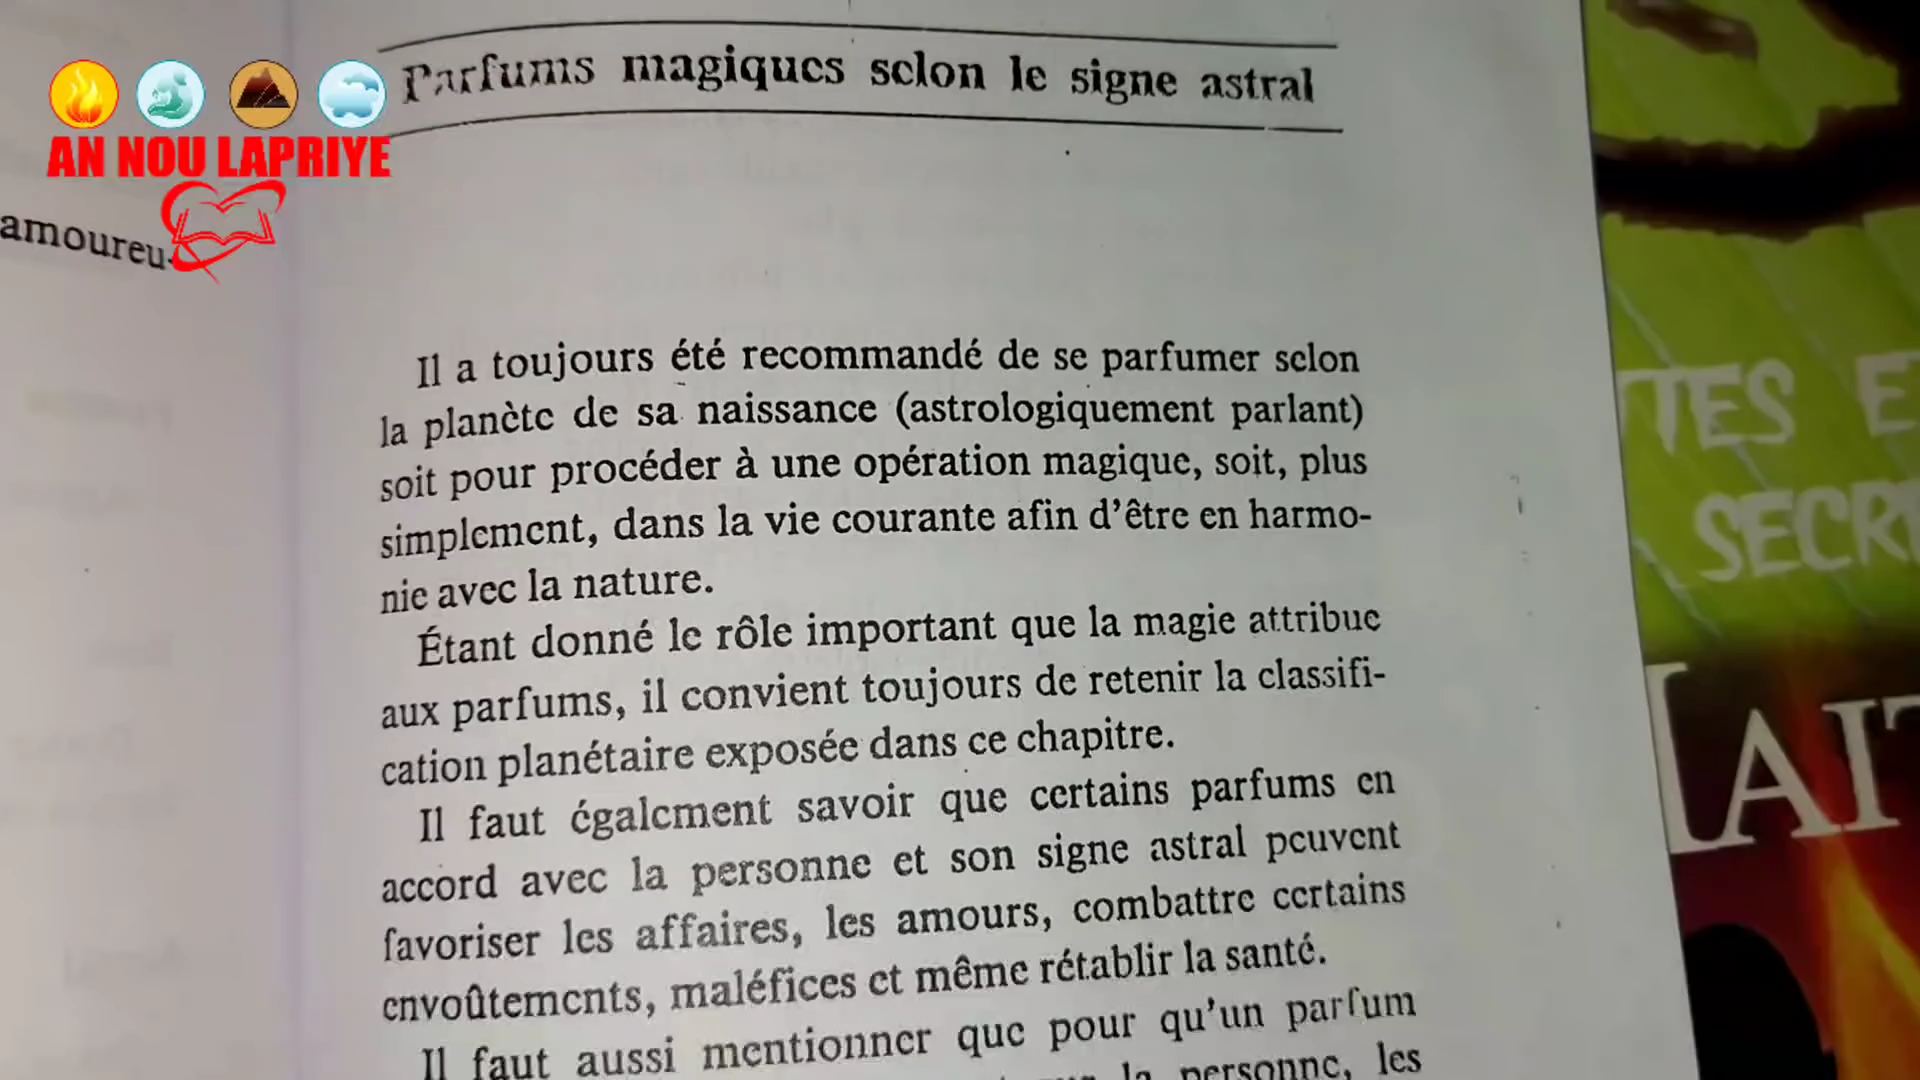 Parfums magiques selon le signe astral
AN NOU LAPRIYE
amoureu-
Il a toujours été recommandé de se parfumer selon
la planète de sa naissance (astrologiquement parlant)
soit pour procéder à une opération magique, soit, plus
simplement, dans la vie courante afin d'être en harmo-
nie avec la nature.
Étant donné le rôle important que la magie attribue
aux parfums, il convient toujours de retenir la classifi-
cation planétaire exposée dans ce chapitre.
Il faut également savoir que certains parfums en
accord avec la personne et son signe astral peuvent
favoriser les affaires, les amours, combattre certains
envoûtements, maléfices et même rétablir la santé.
Il faut aussi mentionner que pour qu'un parfum
la personne, les
TES E
SECR